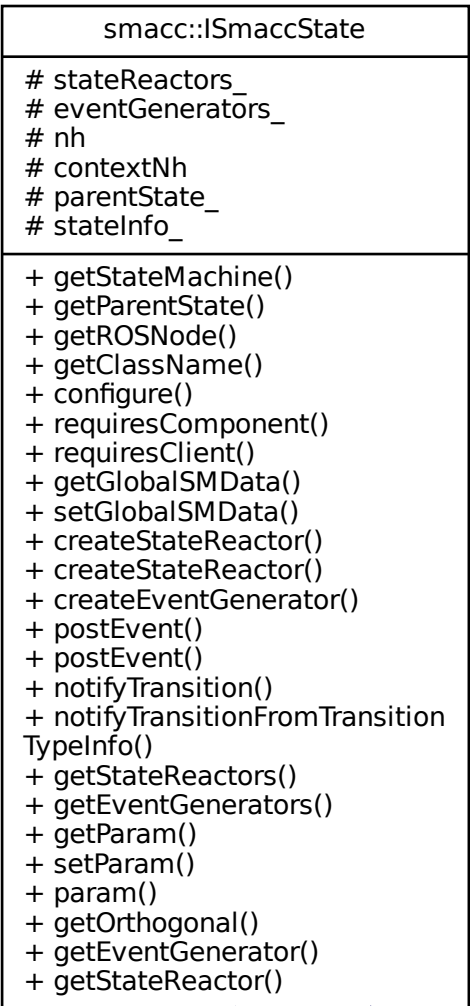 smacc::ISmaccState
# stateReactors_
# eventGenerators_
# nh
# contextNh
# parentState_
# stateInfo_
+ getStateMachine()
+ getParentState()
+ getROSNode()
+ getClassName()
+ configure()
+ requiresComponent()
+ requiresClient()
+ getGlobalSMData()
+ setGlobalSMData()
+ createStateReactor()
+ createStateReactor()
+ createEventGenerator()
+ postEvent()
+ postEvent()
+ notifyTransition()
+ notifyTransitionFromTransition
TypeInfo()
+ getStateReactors()
+ getEventGenerators()
+ getParam()
+ setParam()
+ param()
+ getOrthogonal()
+ getEventGenerator()
+ getStateReactor()